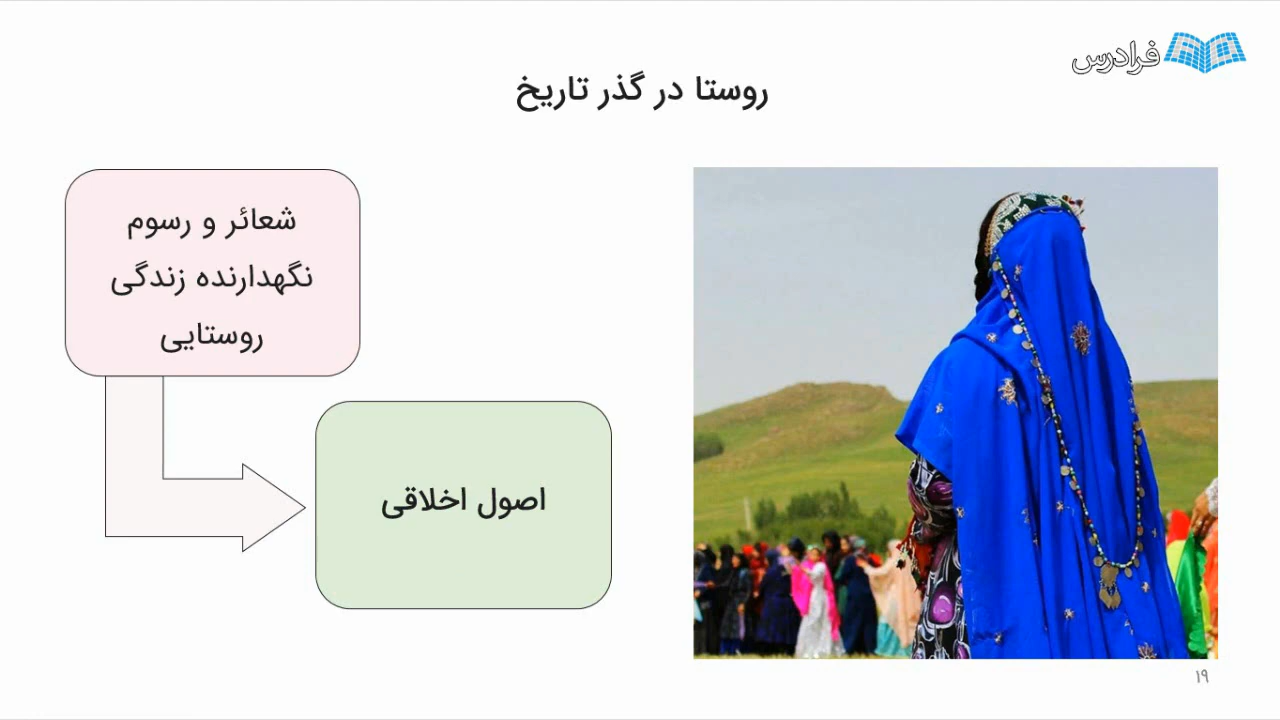 فرادرس
روستا در گذر تاریخ
شعائر و رسوم
نگهدارنده زندگی
روستایی
اصول اخلاقی
۱۹